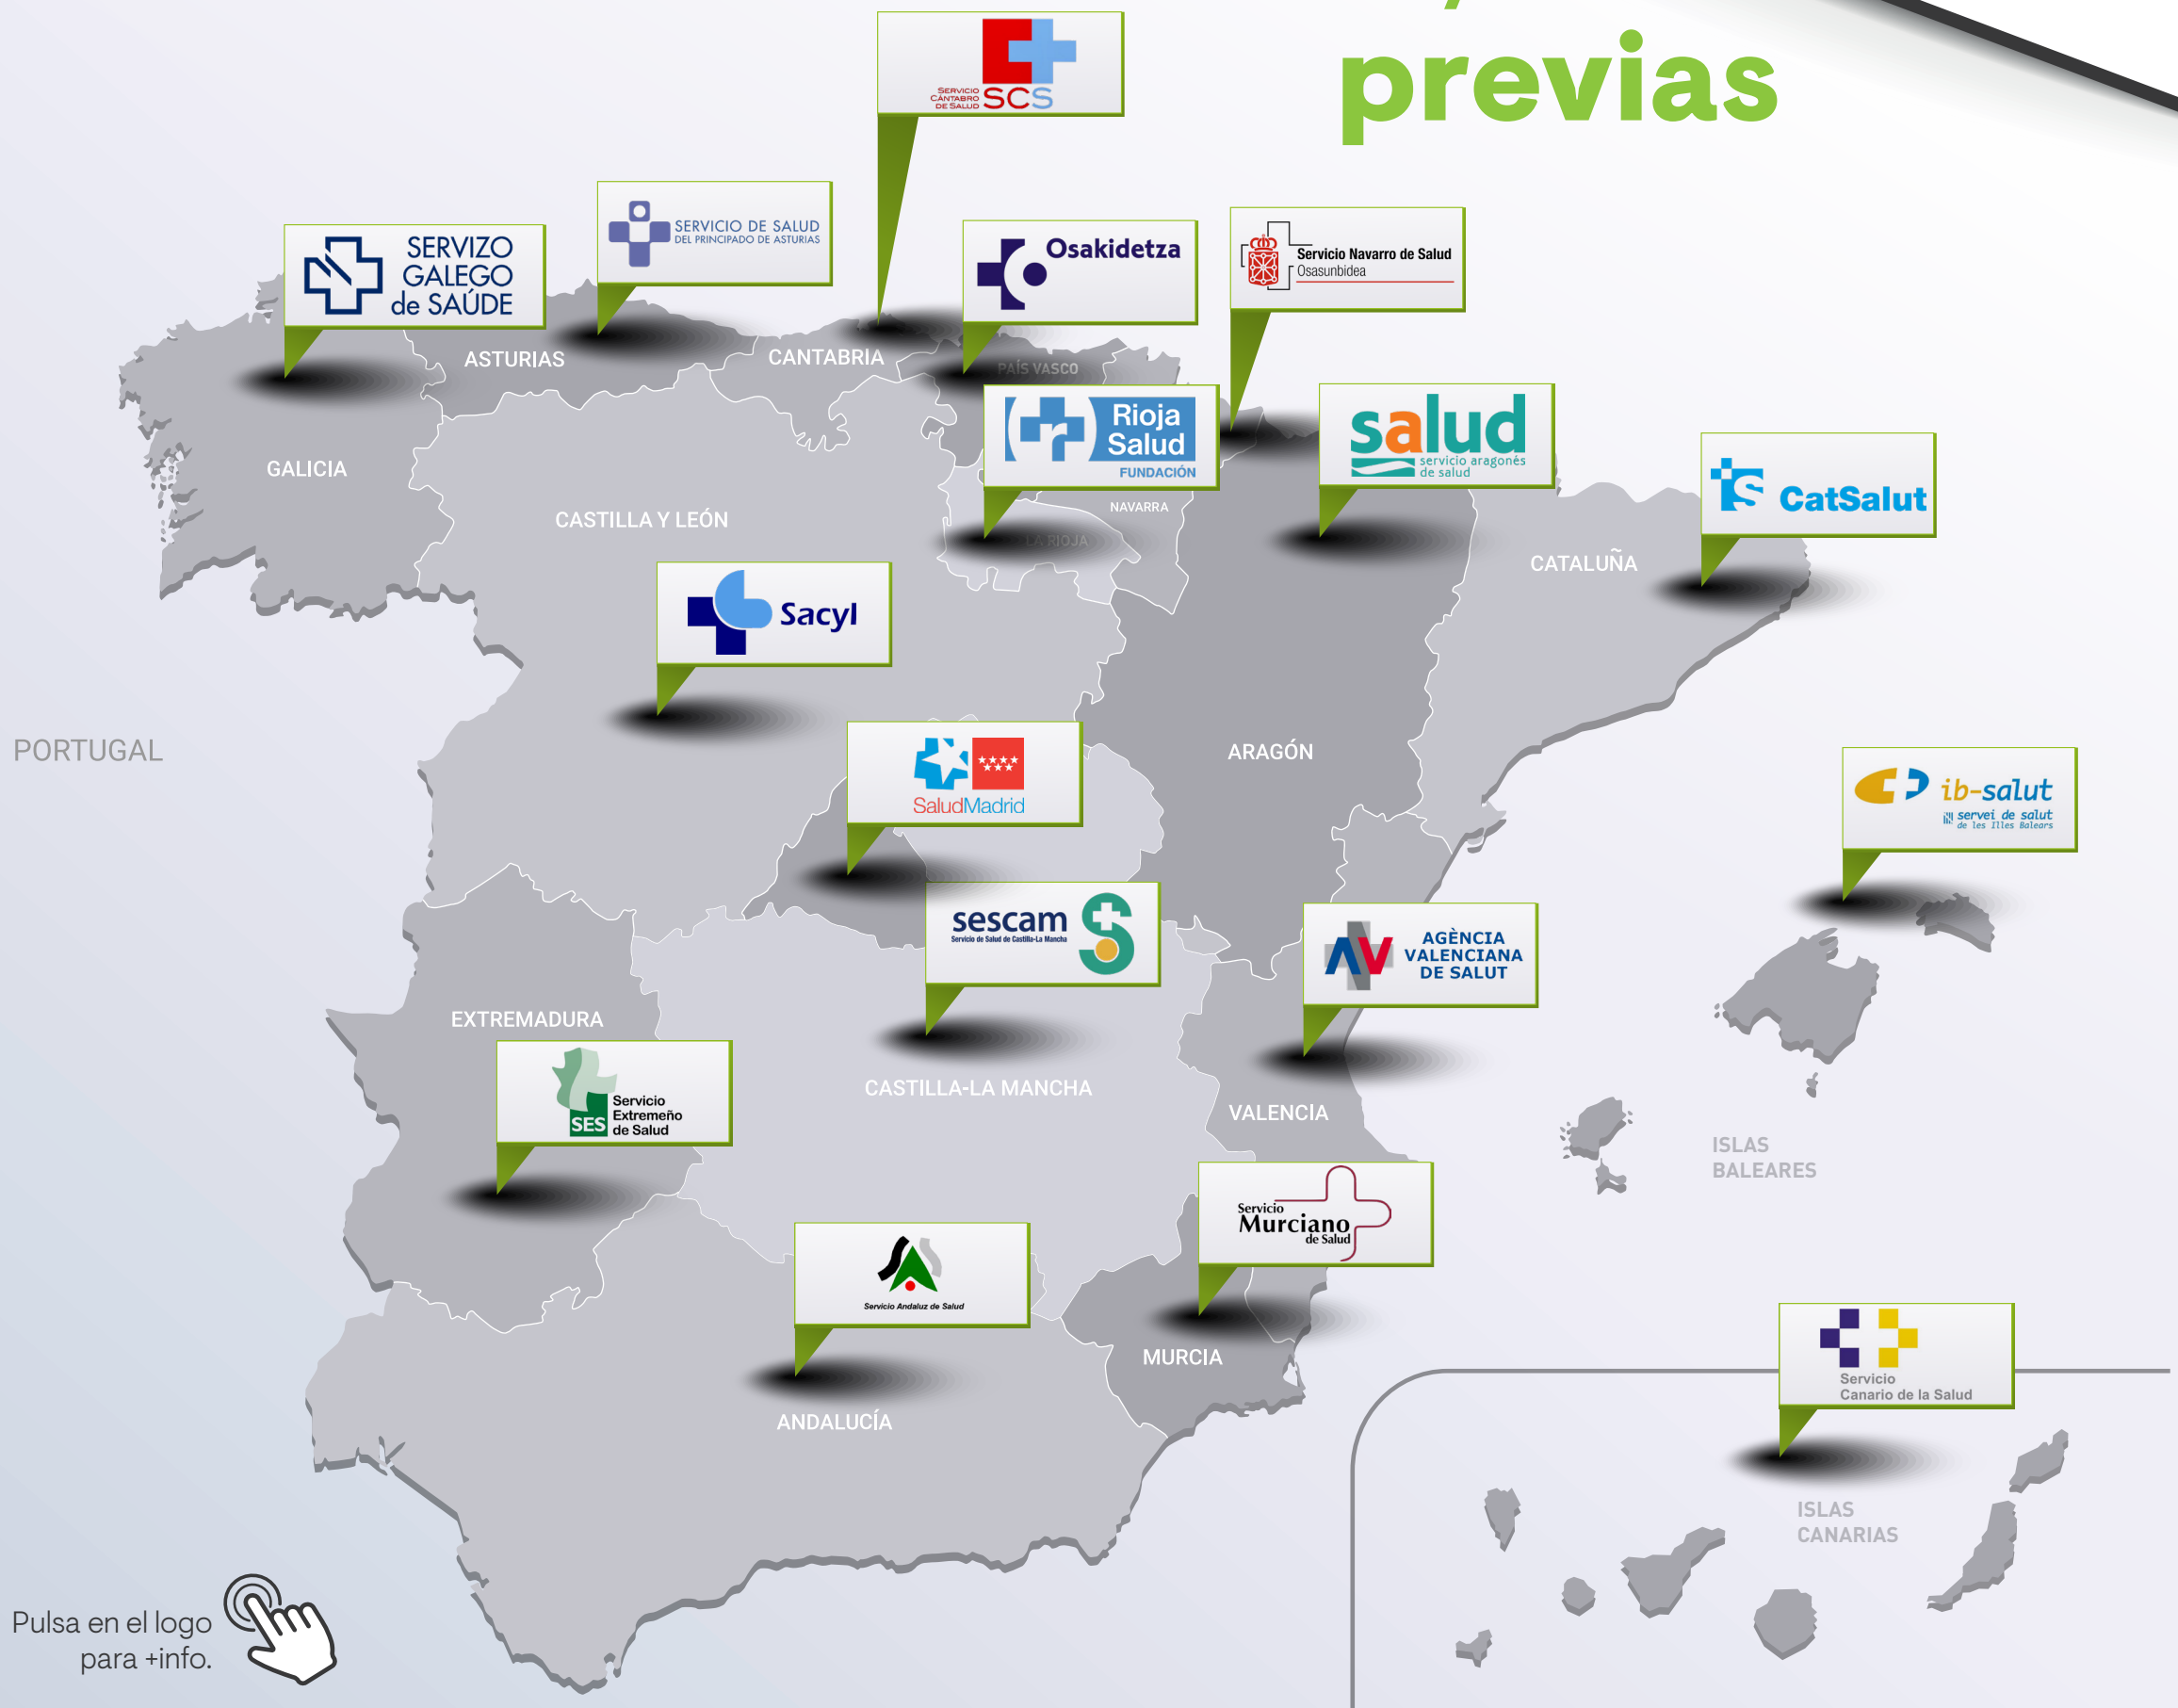 previas
SERVICIO
CÁNTABRO
DE SALUD
SCS
SERVIZO
GALEGO
de SAÚDE
SERVICIO DE SALUD
DEL PRINCIPADO DE ASTURIAS
Osakidetza
Servicio Navarro de Salud
Osasunbidea
ASTURIAS
CANTABRIA
PAÍS VASCO
Rioja
Salud
FUNDACIÓN
salud
servicio aragonés
de salud
CatSalut
GALICIA
CASTILLA Y LEÓN
NAVARRA
LA RIOJA
CATALUÑA
Sacyl
PORTUGAL
SaludMadrid
ARAGÓN
ib-salut
servei de salut
de les Illes Balears
sescam
Servicio de Salud de Castilla-La Mancha
AGÈNCIA
VALENCIANA
DE SALUT
EXTREMADURA
SES
Servicio
Extremeño
de Salud
CASTILLA-LA MANCHA
VALENCIA
ISLAS
BALEARES
Servicio
Murciano
de Salud
Servicio Andaluz de Salud
MURCIA
ANDALUCÍA
Servicio
Canario de la Salud
ISLAS
CANARIAS
Pulsa en el logo
para +info.